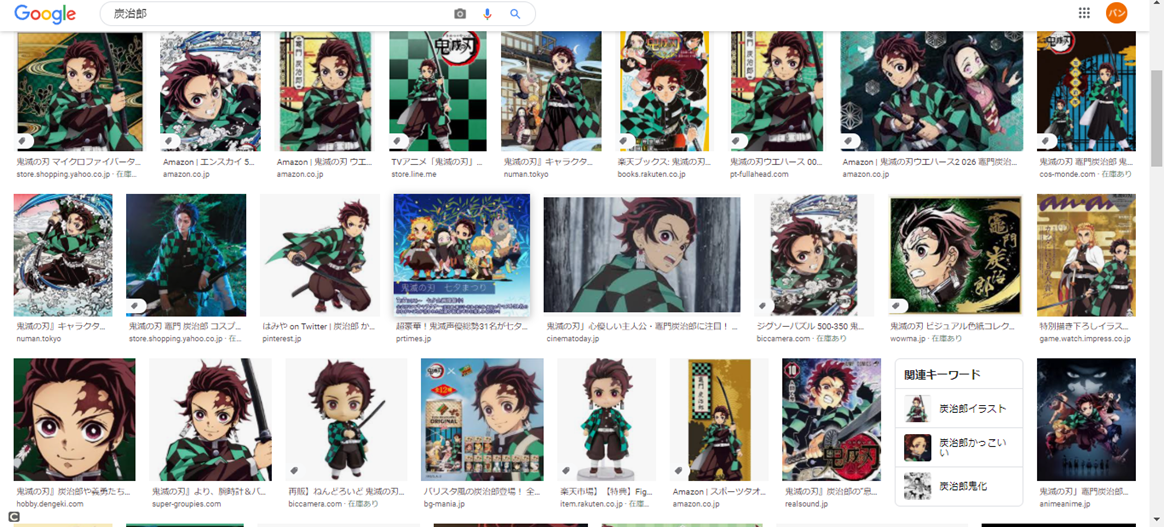 Google
炭治郎
バン
鬼滅の刃 マイクロファイバータ...
store.shopping.yahoo.co.jp · 在庫...
Amazon | エンスカイ 5...
amazon.co.jp
Amazon | 鬼滅の刃 ウエ...
amazon.co.jp
TVアニメ「鬼滅の刃」...
store.line.me
鬼滅の刃』キャラクタ...
numan.tokyo
楽天ブックス: 鬼滅の刃...
books.rakuten.co.jp
鬼滅の刃ウエハース 00...
pt-fullahead.com
Amazon | 鬼滅の刃ウエハース2 026 竈門炭治...
amazon.co.jp
鬼滅の刃 竈門炭治郎 鬼...
cos-monde.com · 在庫あり
鬼滅の刃』キャラクタ...
numan.tokyo
鬼滅の刃 竈門 炭治郎 コスプ...
store.shopping.yahoo.co.jp · 在...
はみや on Twitter | 炭治郎 か...
pinterest.jp
鬼滅の刃 七夕まつり
超豪華！鬼滅声優総勢31名が七夕...
prtimes.jp
鬼滅の刃」心優しい主人公・竈門炭治郎に注目！ ...
cinematoday.jp
ジグソーパズル 500-350 鬼...
biccamera.com · 在庫あり
竈門炭治郎
鬼滅の刃 ビジュアル色紙コレク...
wowma.jp · 在庫あり
特別描き下ろしイラス...
game.watch.impress.co.jp
鬼滅の刃』炭治郎や義勇たち...
hobby.dengeki.com
鬼滅の刃』より、腕時計＆バ...
super-groupies.com
再販】ねんどろいど 鬼滅の...
biccamera.com · 在庫あり
バリスタ風の炭治郎登場！ 全...
bg-mania.jp
楽天市場】【特典】Fig...
item.rakuten.co.jp · 在庫...
Amazon | スポーツタオ...
amazon.co.jp
鬼滅の刃』炭治郎の“息...
realsound.jp
関連キーワード
炭治郎イラスト
炭治郎かっこい
い
炭治郎鬼化
鬼滅の刃」竈門炭治郎...
animeanime.jp